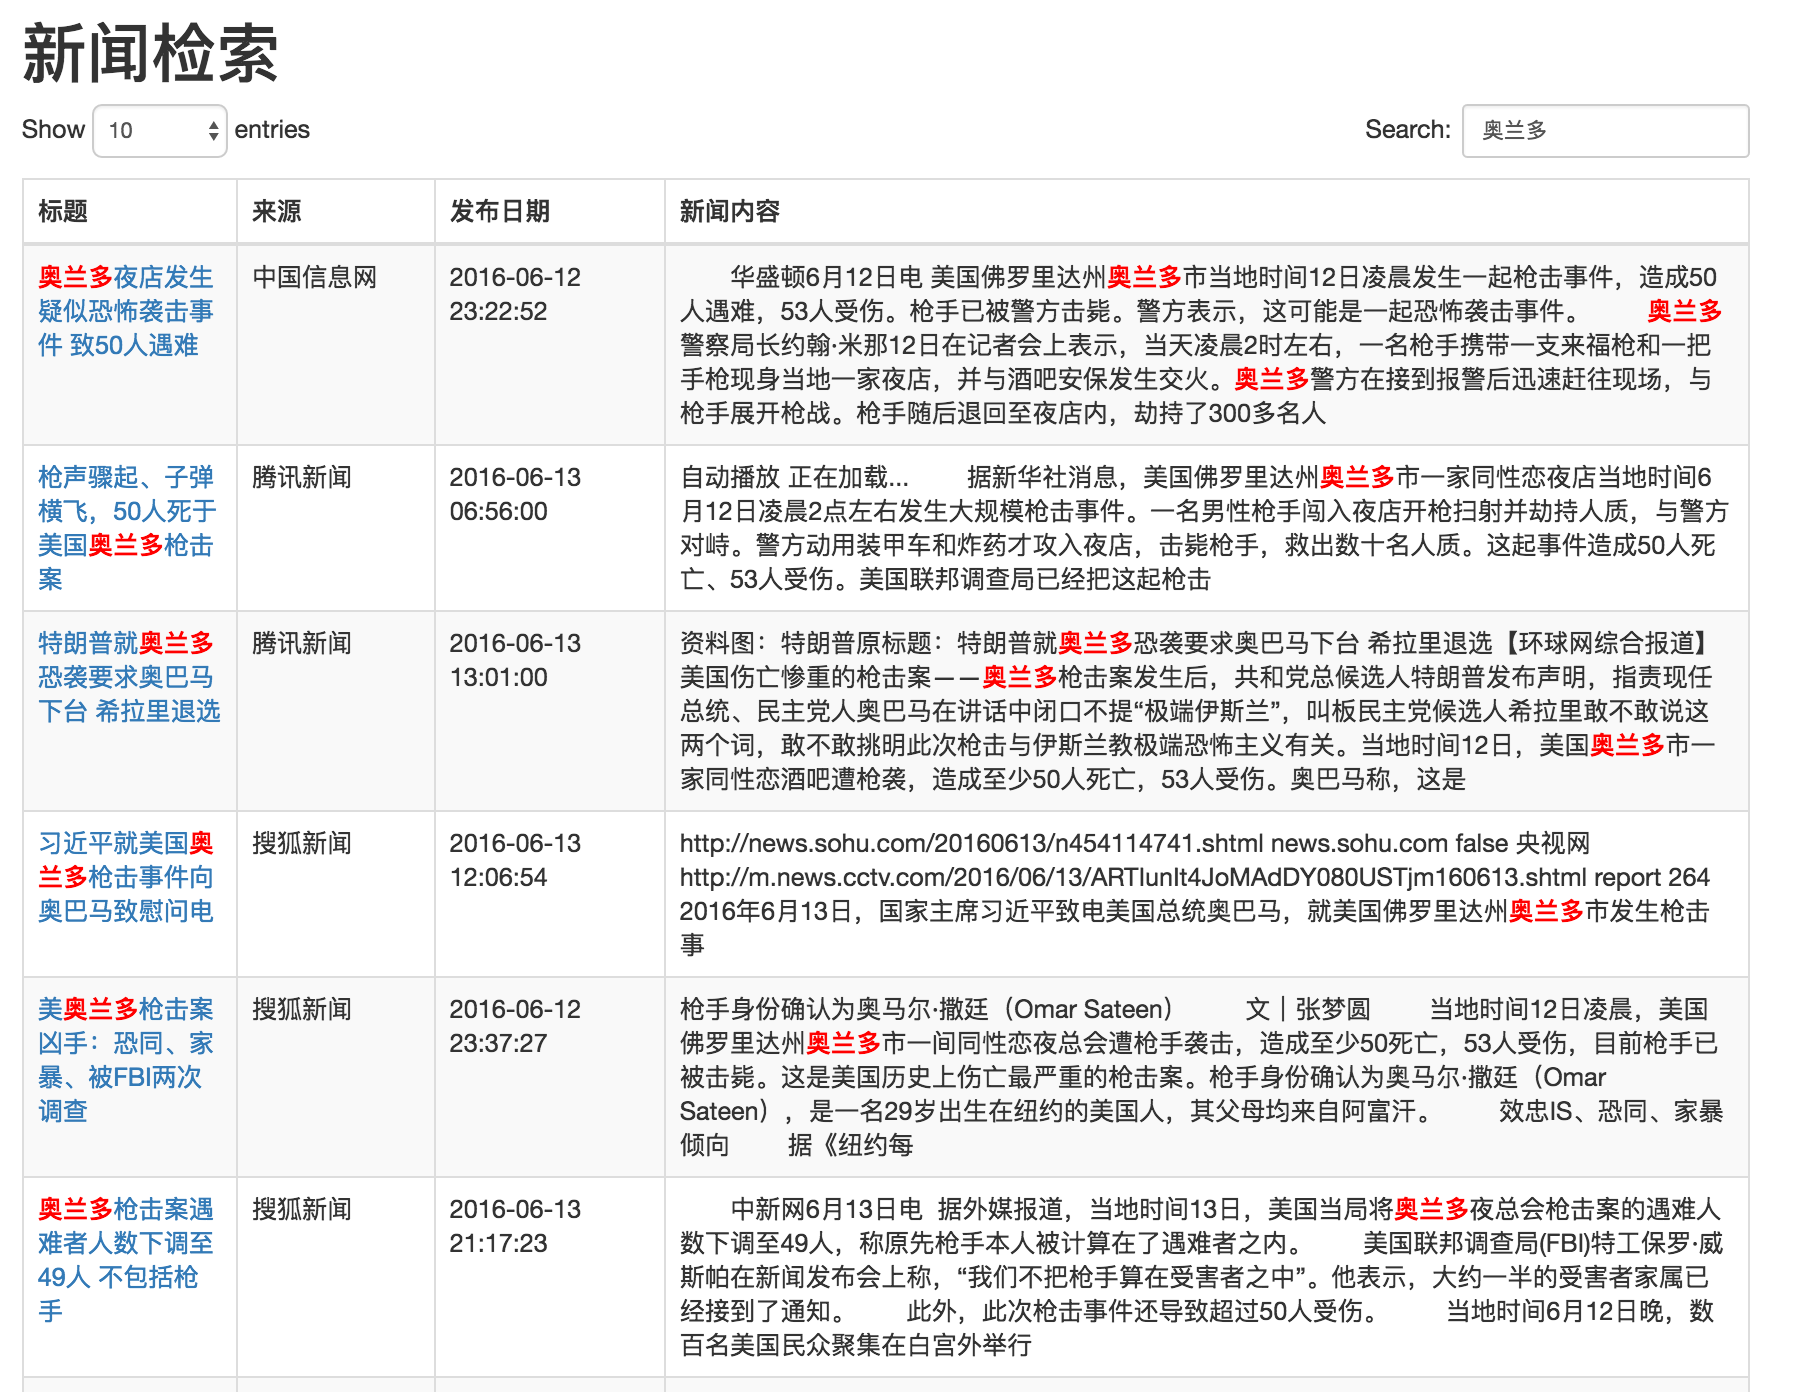 新闻检索
Show 10 entries
Search: 奥兰多
标题 来源 发布日期 新闻内容
奥兰多夜店发生
疑似恐怖袭击事
件 致50人遇难
中国信息网
2016-06-12
23:22:52
华盛顿6月12日电 美国佛罗里达州奥兰多市当地时间12日凌晨发生一起枪击事件，造成50
人遇难，53人受伤。枪手已被警方击毙。警方表示，这可能是一起恐怖袭击事件。 奥兰多
警察局长约翰·米那12日在记者会上表示，当天凌晨2时左右，一名枪手携带一支来福枪和一把
手枪现身当地一家夜店，并与酒吧安保发生交火。奥兰多警方在接到报警后迅速赶往现场，与
枪手展开枪战。枪手随后退回至夜店内，劫持了300多名人
枪声骤起、子弹
横飞，50人死于
美国奥兰多枪击
案
腾讯新闻
2016-06-13
06:56:00
自动播放 正在加载... 据新华社消息，美国佛罗里达州奥兰多市一家同性恋夜店当地时间6
月12日凌晨2点左右发生大规模枪击事件。一名男性枪手闯入夜店开枪扫射并劫持人质，与警方
对峙。警方动用装甲车和炸药才攻入夜店，击毙枪手，救出数十名人质。这起事件造成50人死
亡、53人受伤。美国联邦调查局已经把这起枪击
特朗普就奥兰多
恐袭要求奥巴马
下台 希拉里退选
腾讯新闻
2016-06-13
13:01:00
资料图：特朗普原标题：特朗普就奥兰多恐袭要求奥巴马下台 希拉里退选【环球网综合报道】
美国伤亡惨重的枪击案——奥兰多枪击案发生后，共和党总候选人特朗普发布声明，指责现任
总统、民主党人奥巴马在讲话中闭口不提“极端伊斯兰”，叫板民主党候选人希拉里敢不敢说这
两个词，敢不敢挑明此次枪击与伊斯兰教极端恐怖主义有关。当地时间12日，美国奥兰多市一
家同性恋酒吧遭枪袭，造成至少50人死亡，53人受伤。奥巴马称，这是
习近平就美国奥
兰多枪击事件向
奥巴马致慰问电
搜狐新闻
2016-06-13
12:06:54
http://news.sohu.com/20160613/n454114741.shtml news.sohu.com false 央视网
http://m.news.cctv.com/2016/06/13/ARTIunIt4JoMAdDY080USTjm160613.shtml report 264
2016年6月13日，国家主席习近平致电美国总统奥巴马，就美国佛罗里达州奥兰多市发生枪击
事
美奥兰多枪击案
凶手：恐同、家
暴、被FBI两次
调查
搜狐新闻
2016-06-12
23:37:27
枪手身份确认为奥马尔·撒廷（Omar Sateen） 文｜张梦圆 当地时间12日凌晨，美国
佛罗里达州奥兰多市一间同性恋夜总会遭枪手袭击，造成至少50死亡，53人受伤，目前枪手已
被击毙。这是美国历史上伤亡最严重的枪击案。枪手身份确认为奥马尔·撒廷（Omar
Sateen），是一名29岁出生在纽约的美国人，其父母均来自阿富汗。 效忠IS、恐同、家暴
倾向 据《纽约每
奥兰多枪击案遇
难者人数下调至
49人 不包括枪
手
搜狐新闻
2016-06-13
21:17:23
中新网6月13日电 据外媒报道，当地时间13日，美国当局将奥兰多夜总会枪击案的遇难人
数下调至49人，称原先枪手本人被计算在了遇难者之内。 美国联邦调查局(FBI)特工保罗·威
斯帕在新闻发布会上称，“我们不把枪手算在受害者之中”。他表示，大约一半的受害者家属已
经接到了通知。 此外，此次枪击事件还导致超过50人受伤。 当地时间6月12日晚，数
百名美国民众聚集在白宫外举行